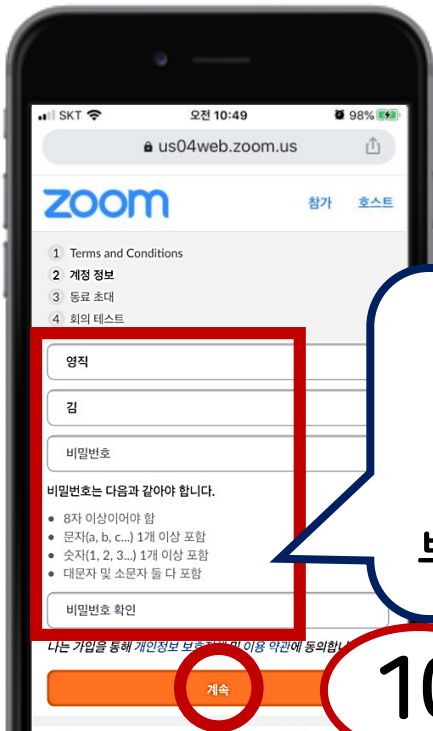 SKT 오전 10:49 98%
us04web.zoom.us
zoom 참가 호스트
1 Terms and Conditions
2 계정 정보
3 동료 초대
4 회의 테스트
영직
김
비밀번호
비밀번호는 다음과 같아야 합니다.
8자 이상이어야 함
문자(a, b, c...) 1개 이상 포함
숫자(1, 2, 3...) 1개 이상 포함
대문자 및 소문자 둘 다 포함
비밀번호 확인
나는 가입을 통해 개인정보 및 이용 약관에 동의합
계속
10